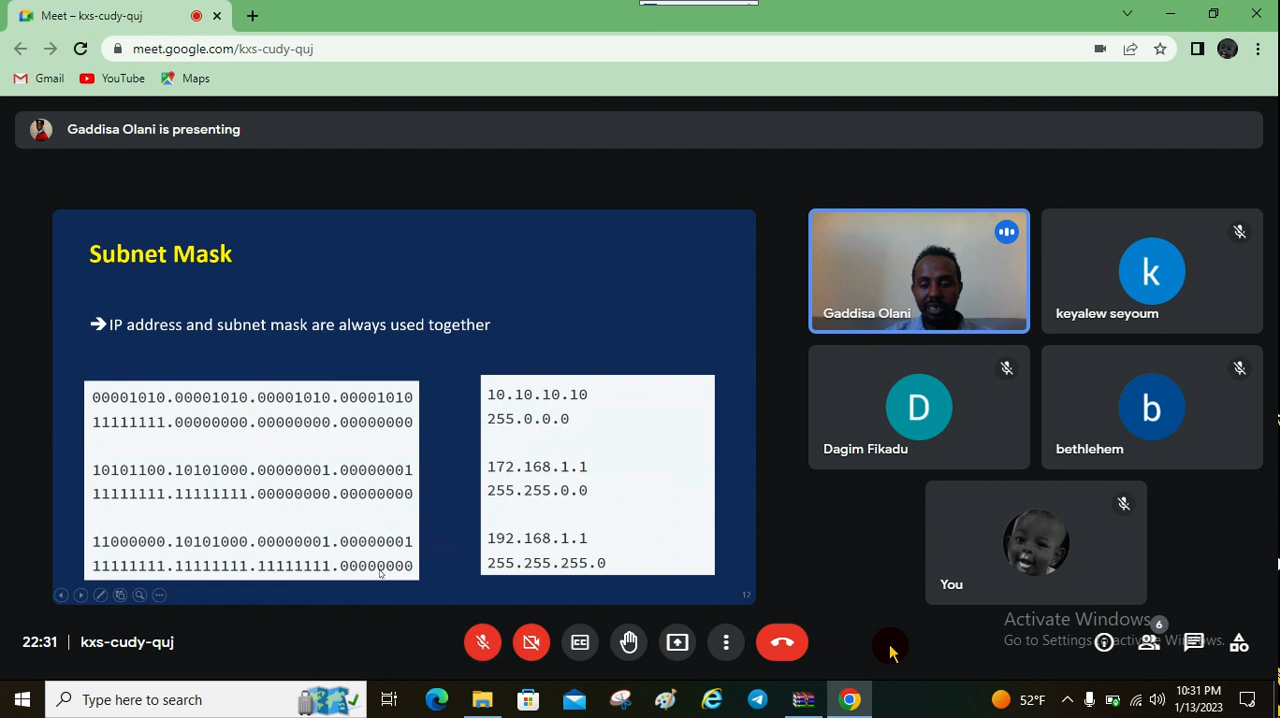 Meet – kxs-cudy-quj
meet.google.com/kxs-cudy-quj
Gmail
YouTube
Maps
Gaddisa Olani is presenting
Subnet Mask
IP address and subnet mask are always used together
00001010.00001010.00001010.00001010
11111111.00000000.00000000.00000000
10101100.10101000.00000001.00000001
11111111.11111111.00000000.00000000
11000000.10101000.00000001.00000001
11111111.11111111.11111111.00000000
10.10.10.10
255.0.0.0
172.168.1.1
255.255.0.0
192.168.1.1
255.255.255.0
12
Gaddisa Olani
k
keyalew seyoum
D
Dagim Fikadu
b
bethlehem
You
Activate Windows
Go to Settings to activate Windows.
22:31 | kxs-cudy-quj
6
Type here to search
52°F
10:31 PM
1/13/2023